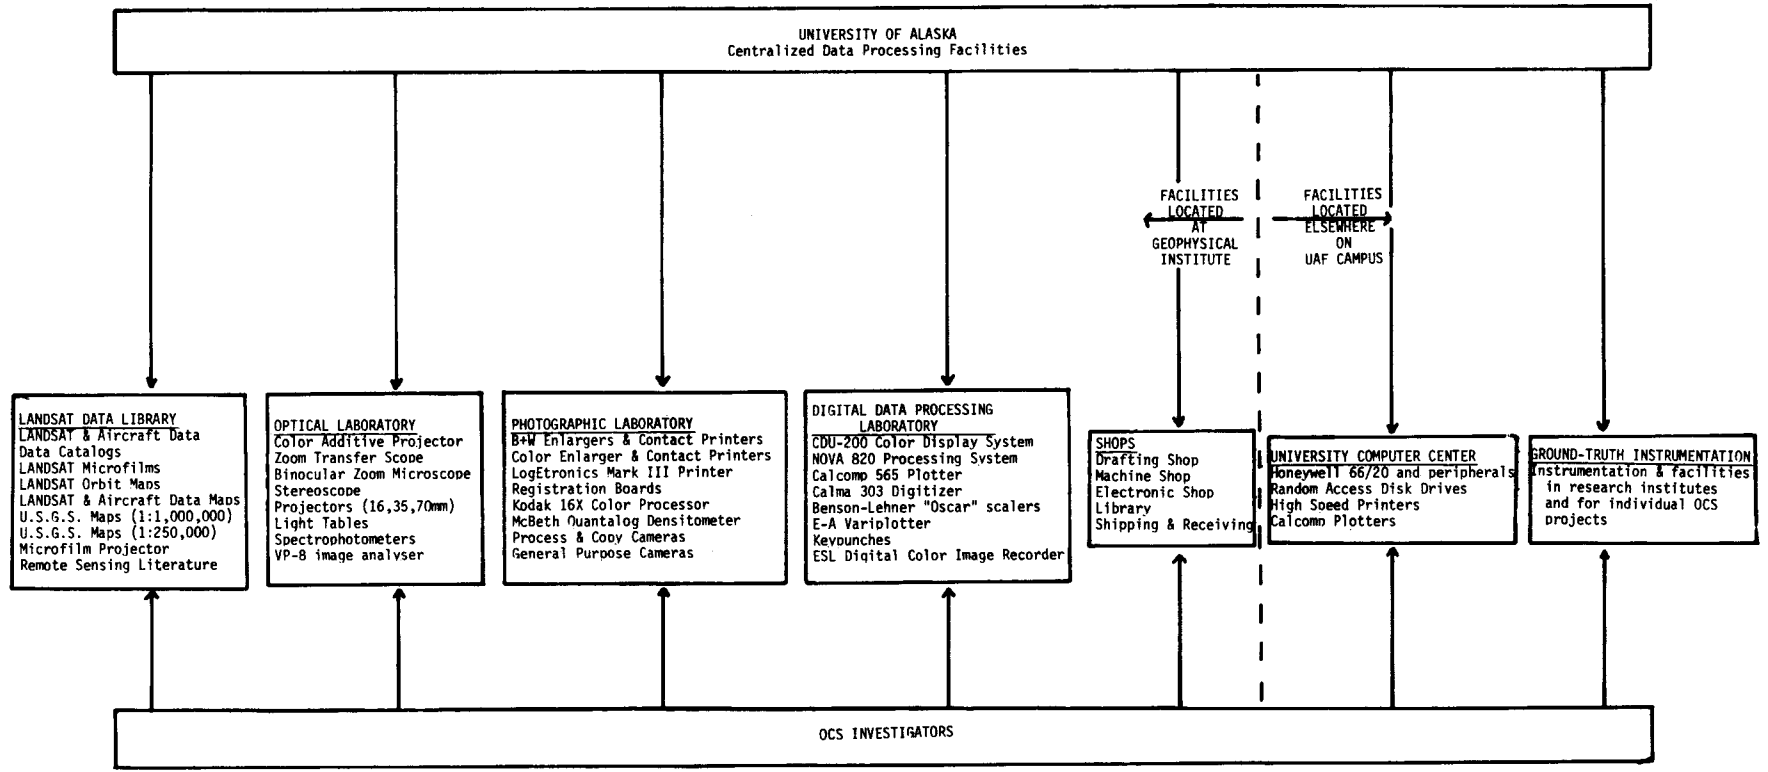 UNIVERSITY OF ALASKA
Centralized Data Processing Facilities
FACILITIES
LOCATED
AT
GEOPHYSICAL
INSTITUTE
FACILITIES
LOCATED
ELSEWHERE
ON
UAF CAMPUS
LANDSAT DATA LIBRARY
LANDSAT & Aircraft Data
Data Catalogs
LANDSAT Microfilms
LANDSAT Orbit Maps
LANDSAT & Aircraft Data Maps
U.S.G.S. Maps (1:1,000,000)
U.S.G.S. Maps (1:250,000)
Microfilm Projector
Remote Sensing Literature
OPTICAL LABORATORY
Color Additive Projector
Zoom Transfer Scope
Binocular Zoom Microscope
Stereoscope
Projectors (16,35,70mm)
Light Tables
Spectrophotometers
VP-8 image analyser
PHOTOGRAPHIC LABORATORY
B+W Enlargers & Contact Printers
Color Enlarger & Contact Printers
LogEtronics Mark III Printer
Registration Boards
Kodak 16X Color Processor
McBeth Quantalog Densitometer
Process & Copy Cameras
General Purpose Cameras
DIGITAL DATA PROCESSING
LABORATORY
CDU-200 Color Display System
NOVA 820 Processing System
Calcomp 565 Plotter
Calma 303 Digitizer
Benson-Lehner "Oscar" scalers
E-A Variplotter
Keypunches
ESL Digital Color Image Recorder
SHOPS
Drafting Shop
Machine Shop
Electronic Shop
Library
Shipping & Receiving
UNIVERSITY COMPUTER CENTER
Honeywell 66/20 and peripherals
Random Access Disk Drives
High Speed Printers
Calcomp Plotters
GROUND-TRUTH INSTRUMENTATION
Instrumentation & facilities
in research institutes
and for individual OCS
projects
OCS INVESTIGATORS